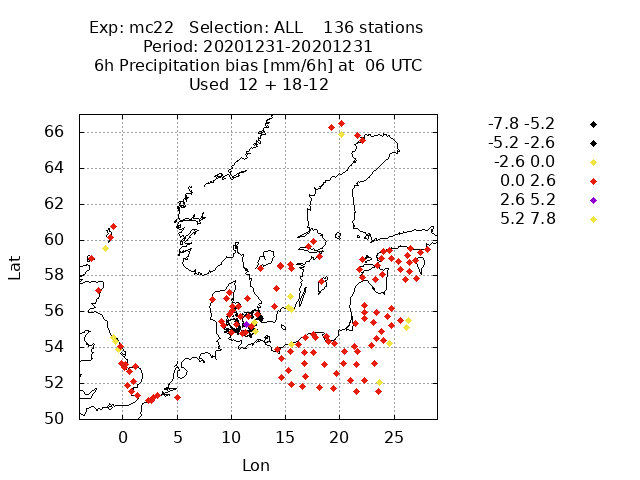 Exp: mc22 Selection: ALL 136 stations
Period: 20201231-20201231
6h Precipitation bias [mm/6h] at 06 UTC
Used 12 + 18-12
-7.8 -5.2
-5.2 -2.6
-2.6 0.0
0.0 2.6
2.6 5.2
5.2 7.8
66
64
62
60
58
56
54
52
50
Lat
0 5 10 15 20 25
Lon